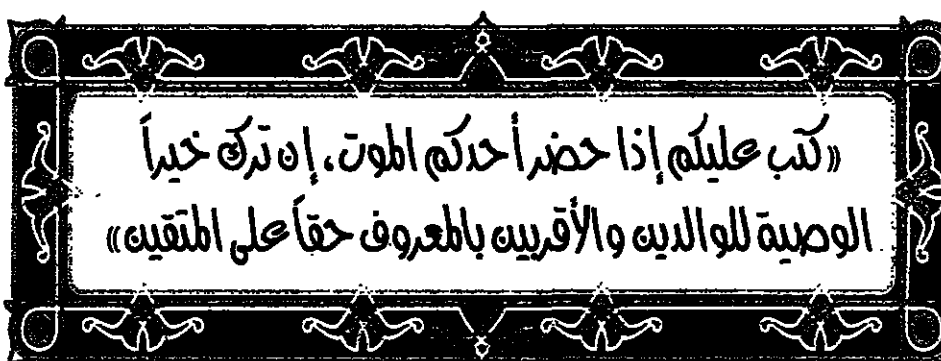 «كتب عليكم إذا حضر أحدكم الموت، إن ترك خيراً
الوصية للوالدين والأقربين بالمعروف حقاً على المتقين»